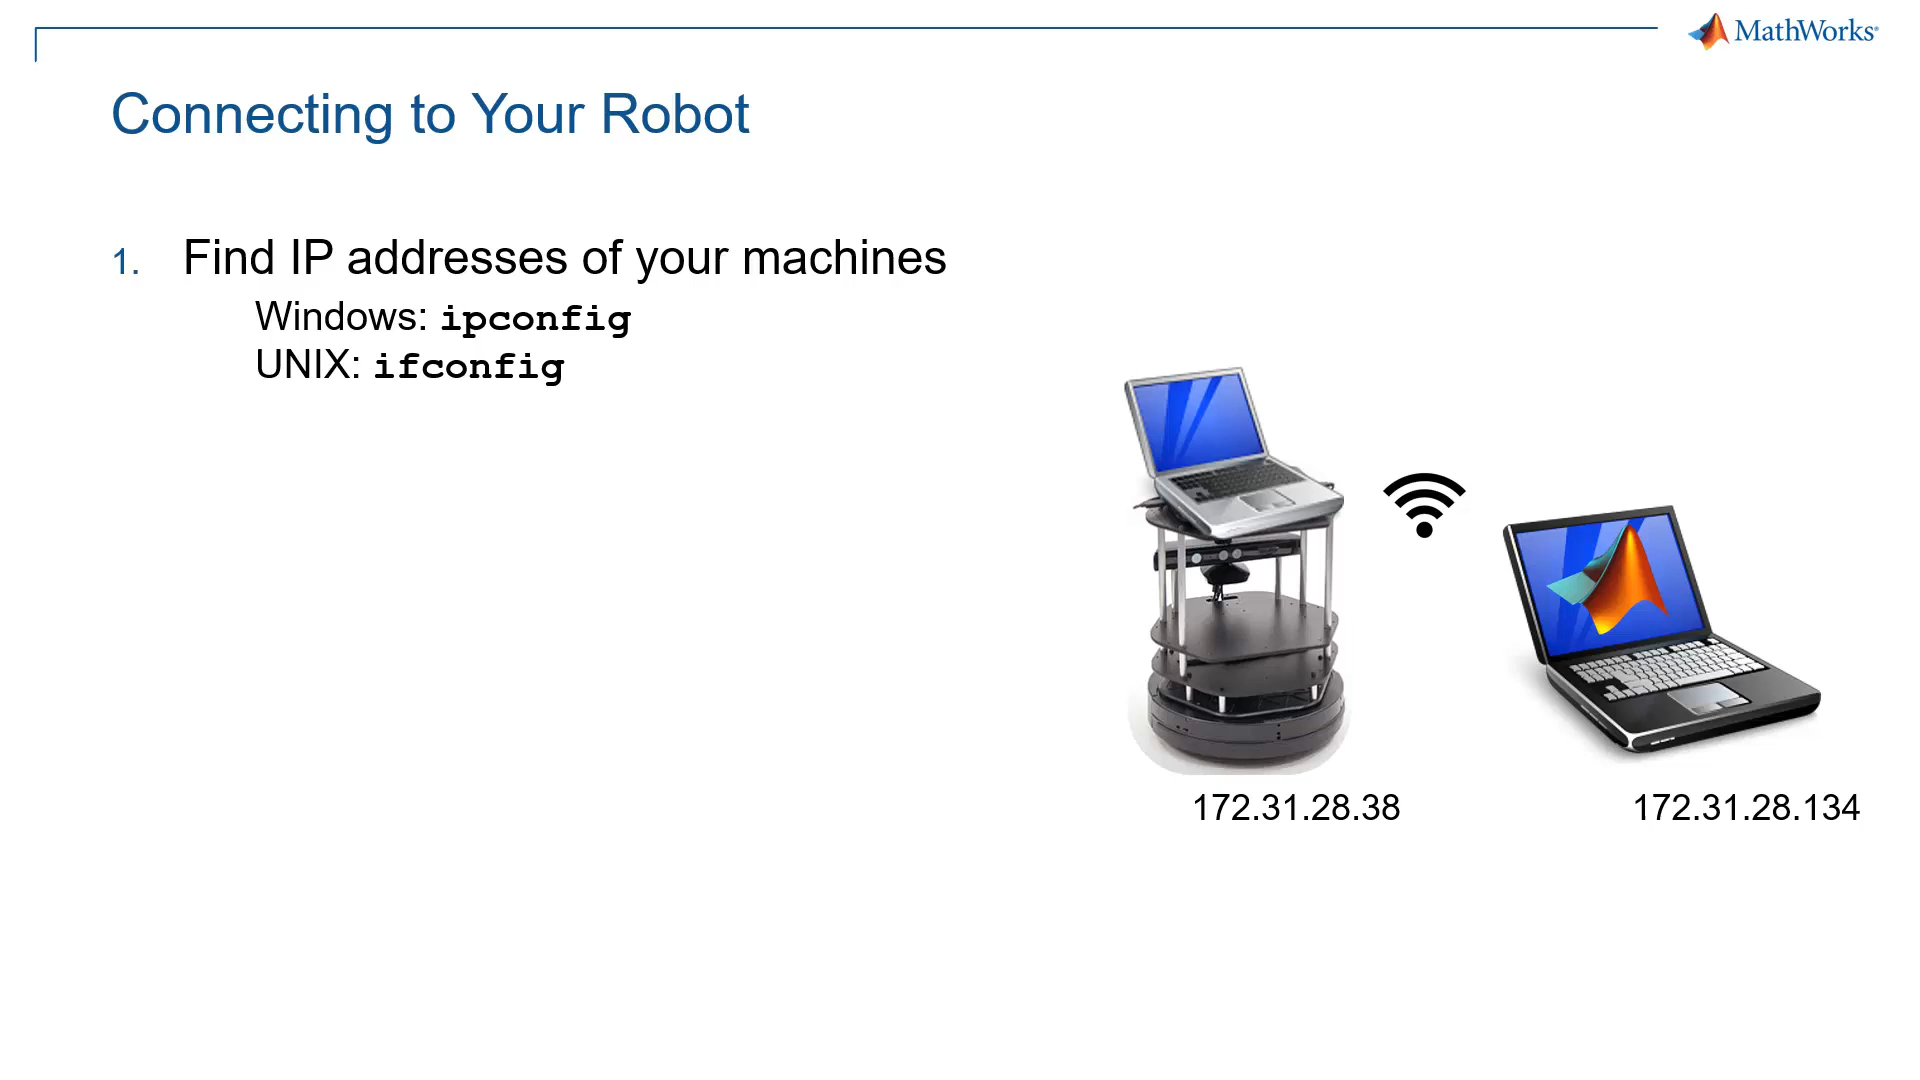 MathWorks®
Connecting to Your Robot
1. Find IP addresses of your machines
Windows: ipconfig
UNIX: ifconfig
172.31.28.38
172.31.28.134